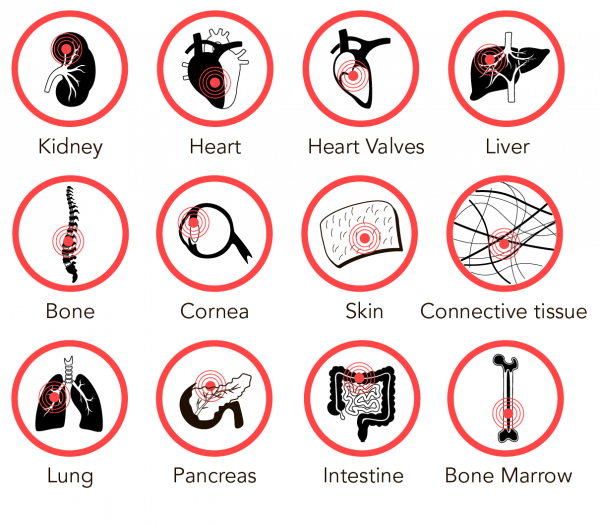 Kidney
Heart
Heart Valves
Liver
Bone
Cornea
Skin
Connective tissue
Lung
Pancreas
Intestine
Bone Marrow